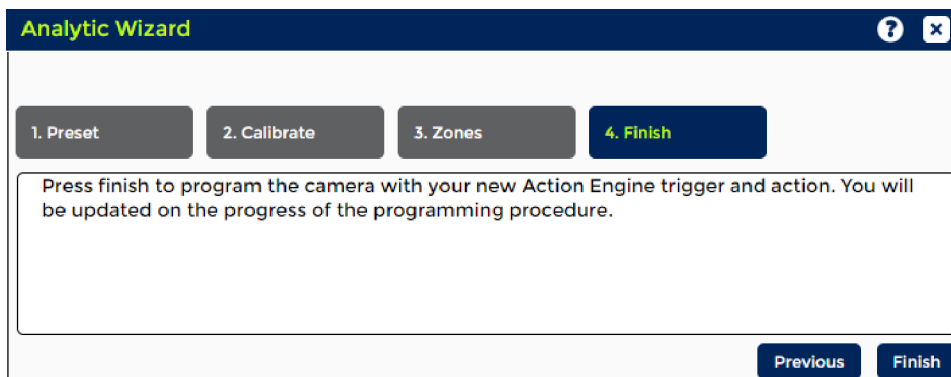 Analytic Wizard
1. Preset
2. Calibrate
3. Zones
4. Finish
Press finish to program the camera with your new Action Engine trigger and action. You will
be updated on the progress of the programming procedure.
Previous
Finish